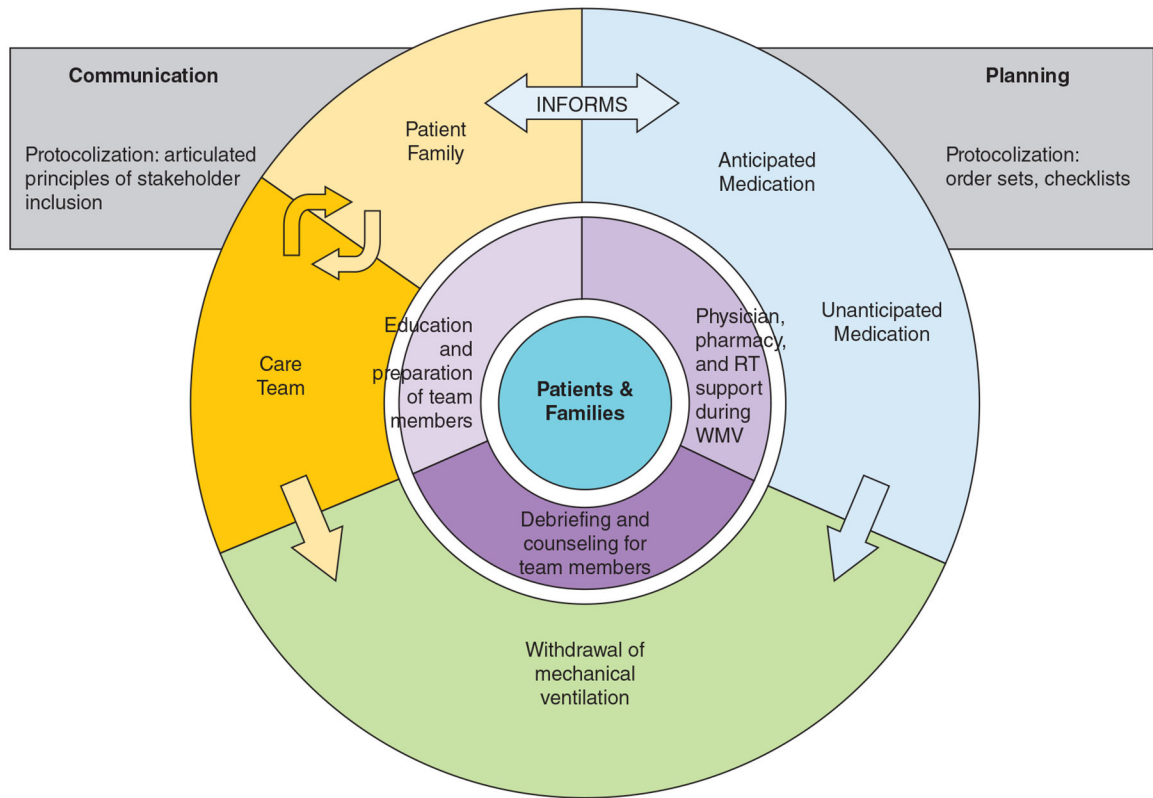 Communication
Protocolization: articulated
principles of stakeholder
inclusion
Planning
Protocolization:
order sets, checklists
INFORMS
Patient
Family
Anticipated
Medication
Unanticipated
Medication
Care
Team
Education
and
preparation
of team
members
Physician,
pharmacy,
and RT
support
during
WMV
Patients &
Families
Debriefing and
counseling for
team members
Withdrawal of
mechanical
ventilation